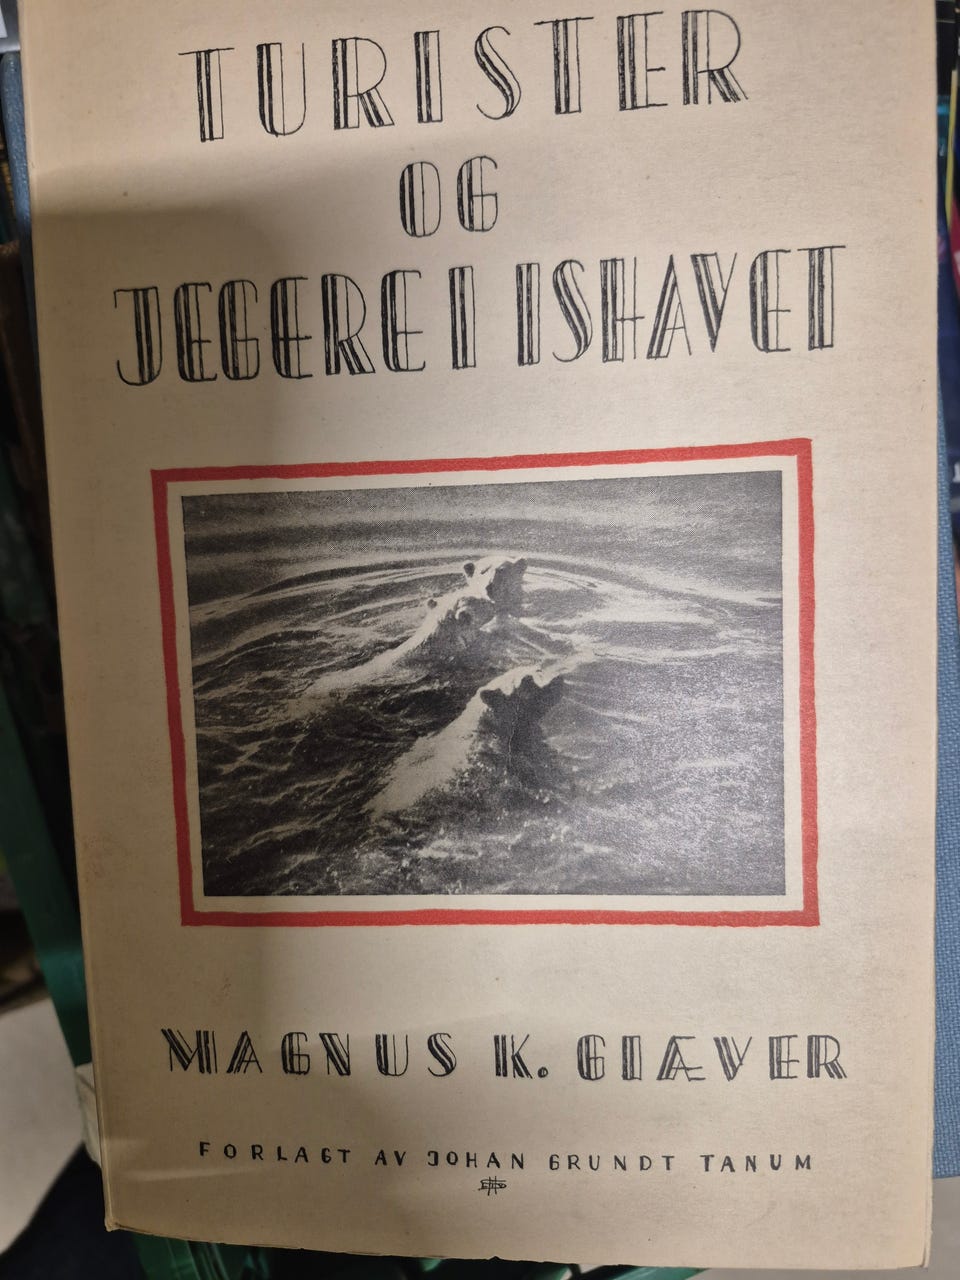 TURISTER
OG
JEGERE I ISHAVET
MAGNUS K. GIÆVER
FORLAGT AV JOHAN GRUNDT TANUM